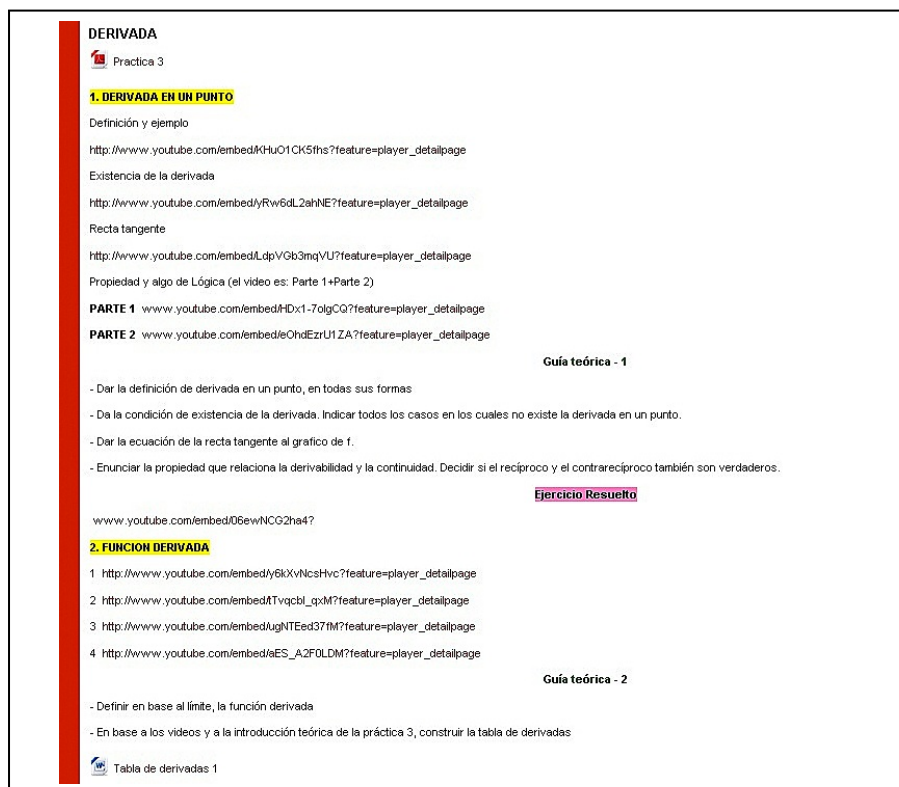 DERIVADA
Practica 3
1. DERIVADA EN UN PUNTO
Definición y ejemplo
http://www.youtube.com/embed/KHuO1CK5fhs?feature=player_detailpage
Existencia de la derivada
http://www.youtube.com/embed/yRw6dL2ahNE?feature=player_detailpage
Recta tangente
http://www.youtube.com/embed/LdpVGb3mqVU?feature=player_detailpage
Propiedad y algo de Lógica (el video es: Parte 1+Parte 2)
PARTE 1 www.youtube.com/embed/HDx1-7olgCQ?feature=player_detailpage
PARTE 2 www.youtube.com/embed/eOhdEzrU1ZA?feature=player_detailpage
Guía teórica - 1
- Dar la definición de derivada en un punto, en todas sus formas
- Da la condición de existencia de la derivada. Indicar todos los casos en los cuales no existe la derivada en un punto.
- Dar la ecuación de la recta tangente al grafico de f.
- Enunciar la propiedad que relaciona la derivabilidad y la continuidad. Decidir si el recíproco y el contrarecíproco también son verdaderos.
Ejercicio Resuelto
www.youtube.com/embed/06ewNCG2ha4?
2. FUNCION DERIVADA
1 http://www.youtube.com/embed/y6kXvNcsHvc?feature=player_detailpage
2 http://www.youtube.com/embed/tTvqcbl_qxM?feature=player_detailpage
3 http://www.youtube.com/embed/ugNTEed37fM?feature=player_detailpage
4 http://www.youtube.com/embed/aES_A2F0LDM?feature=player_detailpage
Guía teórica - 2
- Definir en base al límite, la función derivada
- En base a los videos y a la introducción teórica de la práctica 3, construir la tabla de derivadas
Tabla de derivadas 1